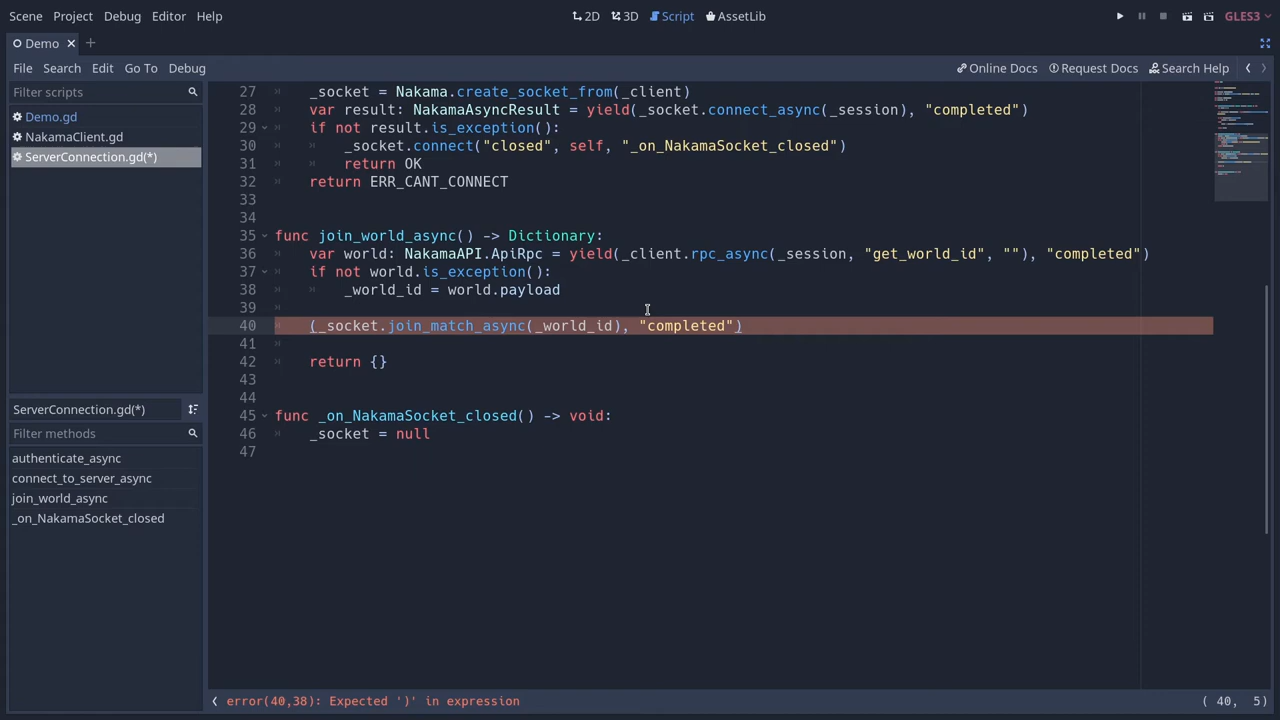 Scene Project Debug Editor Help
2D 3D Script AssetLib
GLES3
Demo
File Search Edit Go To Debug
Online Docs Request Docs Search Help
Filter scripts
Demo.gd
NakamaClient.gd
ServerConnection.gd(*)
ServerConnection.gd(*)
Filter methods
authenticate_async
connect_to_server_async
join_world_async
_on_NakamaSocket_closed
27 _socket = Nakama.create_socket_from(_client)
28 var result: NakamaAsyncResult = yield(_socket.connect_async(_session), "completed")
29 if not result.is_exception():
30 _socket.connect("closed", self, "_on_NakamaSocket_closed")
31 return OK
32 return ERR_CANT_CONNECT
33
34
35 func join_world_async() -> Dictionary:
36 var world: NakamaAPI.ApiRpc = yield(_client.rpc_async(_session, "get_world_id", ""), "completed")
37 if not world.is_exception():
38 _world_id = world.payload
39
40 (_socket.join_match_async(_world_id), "completed")
41
42 return {}
43
44
45 func _on_NakamaSocket_closed() -> void:
46 _socket = null
47
error(40,38): Expected ')' in expression
( 40, 5)